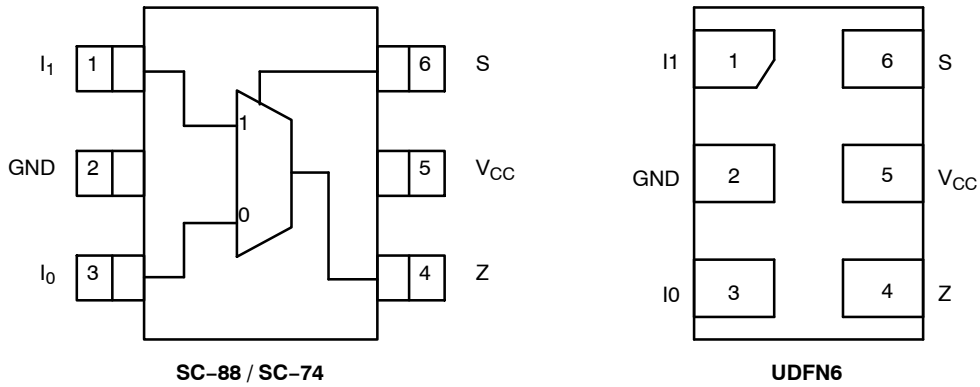 I1 1 6 S
1
GND 2 5 VCC
0
I0 3 4 Z
SC−88 / SC−74
I1 1 6 S
GND 2 5 VCC
I0 3 4 Z
UDFN6